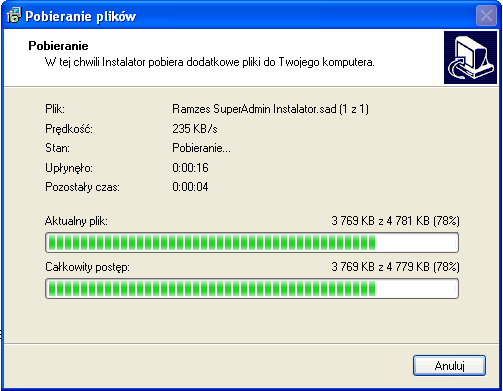 Pobieranie plików
Pobieranie
W tej chwili Instalator pobiera dodatkowe pliki do Twojego komputera.
Plik: Ramzes SuperAdmin Instalator.sad (1 z 1)
Prędkość: 235 KB/s
Stan: Pobieranie...
Upłynęło: 0:00:16
Pozostały czas: 0:00:04
Aktualny plik: 3 769 KB z 4 781 KB (78%)
Całkowity postęp: 3 769 KB z 4 779 KB (78%)
Anuluj